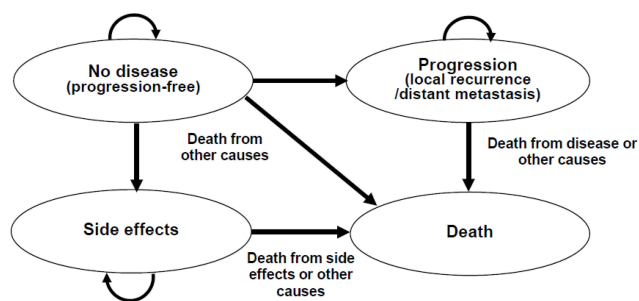 No disease
(progression-free)
Progression
(local recurrence
/distant metastasis)
Death from
other causes
Death from disease or
other causes
Side effects
Death
Death from side
effects or other
causes